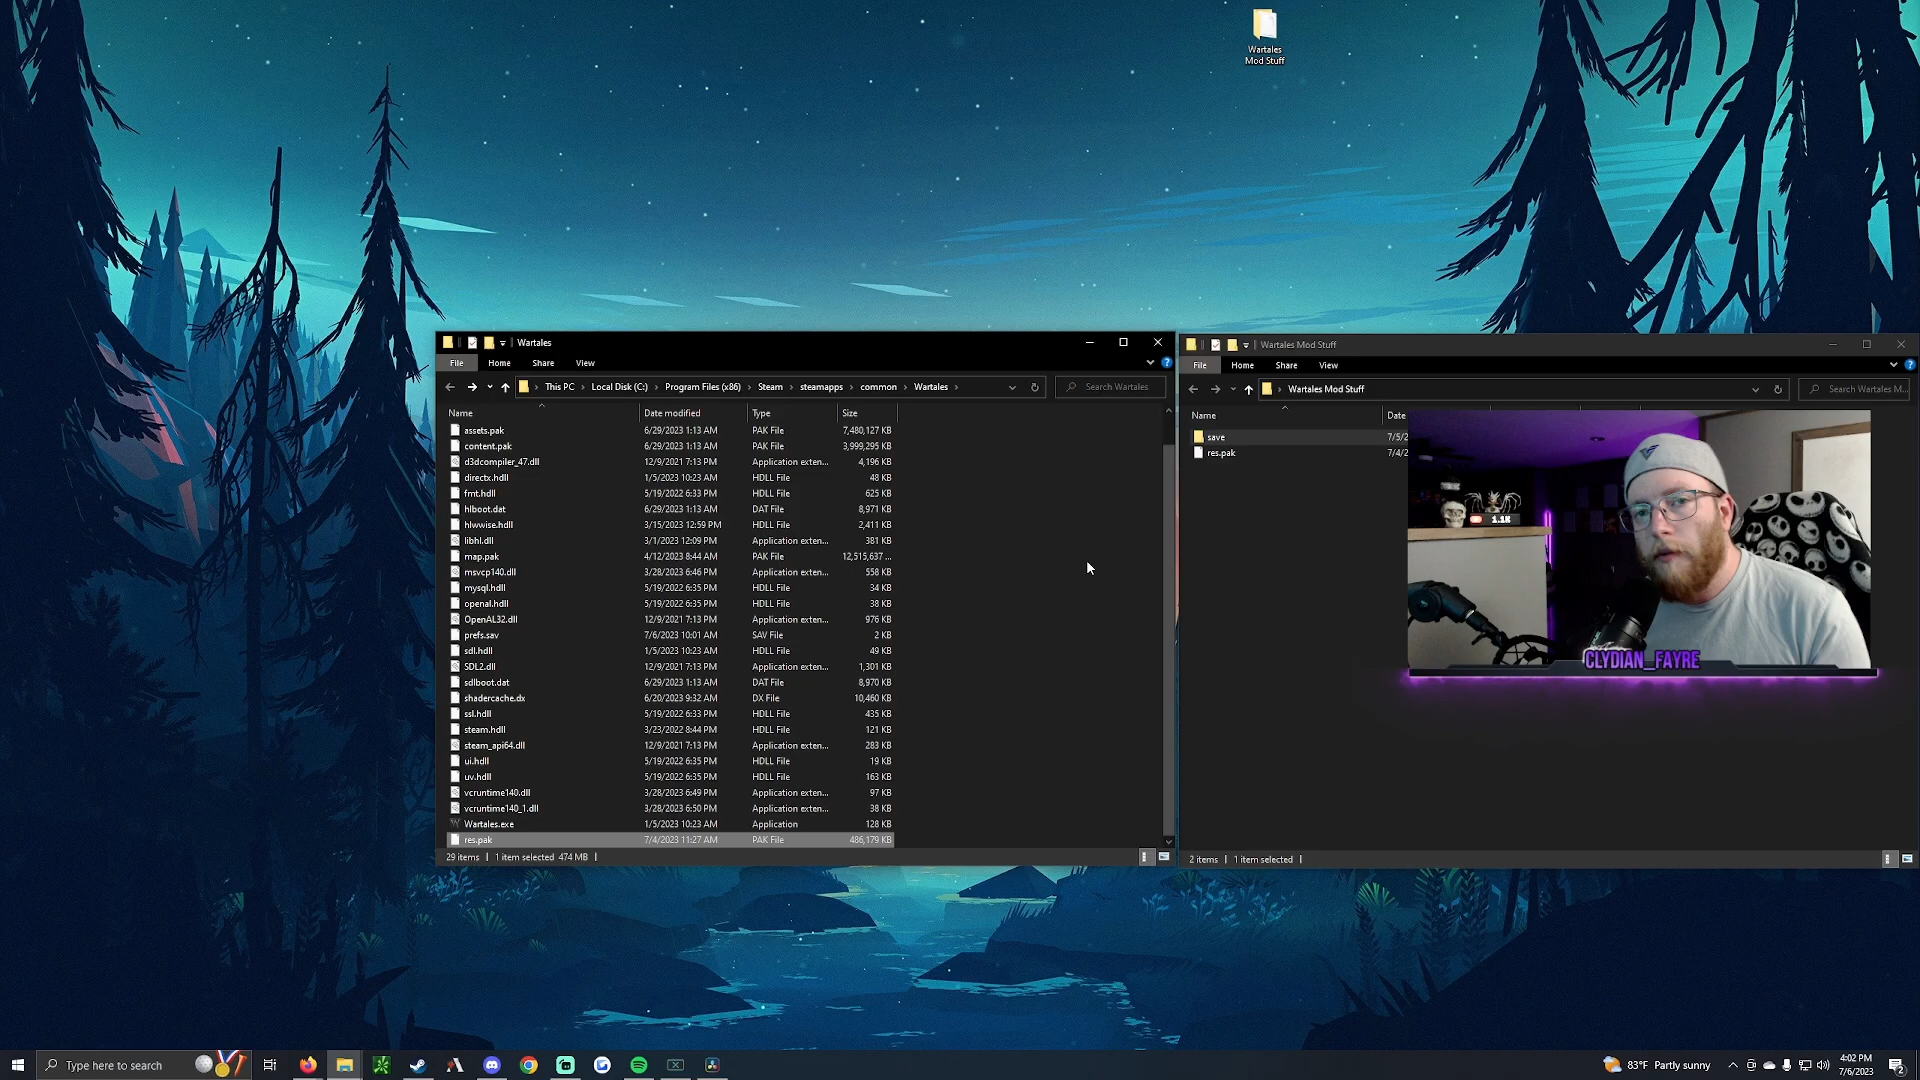 Wartales
Mod Stuff
Wartales
File Home Share View
This PC > Local Disk (C:) > Program Files (x86) > Steam > steamapps > common > Wartales >
Search Wartales
Name Date modified Type Size
assets.pak 6/29/2023 1:13 AM PAK File 7,480,127 KB
content.pak 6/29/2023 1:13 AM PAK File 3,999,295 KB
d3dcompiler_47.dll 12/9/2021 7:13 PM Application exten... 4,196 KB
directx.hdll 1/5/2023 10:23 AM HDLL File 48 KB
fmt.hdll 5/19/2022 6:33 PM HDLL File 625 KB
hlboot.dat 6/29/2023 1:13 AM DAT File 8,971 KB
hlwwise.hdll 3/15/2023 12:59 PM HDLL File 2,411 KB
libhl.dll 3/1/2023 12:09 PM Application exten... 381 KB
map.pak 4/12/2023 8:44 AM PAK File 12,515,637 ...
msvcp140.dll 3/28/2023 6:46 PM Application exten... 558 KB
mysql.hdll 5/19/2022 6:35 PM HDLL File 34 KB
openal.hdll 5/19/2022 6:35 PM HDLL File 38 KB
OpenAL32.dll 12/9/2021 7:13 PM Application exten... 976 KB
prefs.sav 7/6/2023 10:01 AM SAV File 2 KB
sdl.hdll 1/5/2023 10:23 AM HDLL File 49 KB
SDL2.dll 12/9/2021 7:13 PM Application exten... 1,301 KB
sdlboot.dat 6/29/2023 1:13 AM DAT File 8,970 KB
shadercache.dx 6/20/2023 9:32 AM DX File 10,460 KB
ssl.hdll 5/19/2022 6:33 PM HDLL File 435 KB
steam.hdll 3/23/2022 8:44 PM HDLL File 121 KB
steam_api64.dll 12/9/2021 7:13 PM Application exten... 283 KB
ui.hdll 5/19/2022 6:35 PM HDLL File 19 KB
uv.hdll 5/19/2022 6:35 PM HDLL File 163 KB
vcruntime140.dll 3/28/2023 6:49 PM Application exten... 97 KB
vcruntime140_1.dll 3/28/2023 6:50 PM Application exten... 38 KB
Wartales.exe 1/5/2023 10:23 AM Application 128 KB
res.pak 7/4/2023 11:27 AM PAK File 486,179 KB
29 items | 1 item selected 474 MB |
Wartales Mod Stuff
File Home Share View
> Wartales Mod Stuff
Search Wartales M...
Name Date
save 7/5/2
res.pak 7/4/2
1.1K
CLYDIAN_FAYRE
2 items | 1 item selected |
Type here to search
83°F Partly sunny
4:02 PM
7/6/2023
2